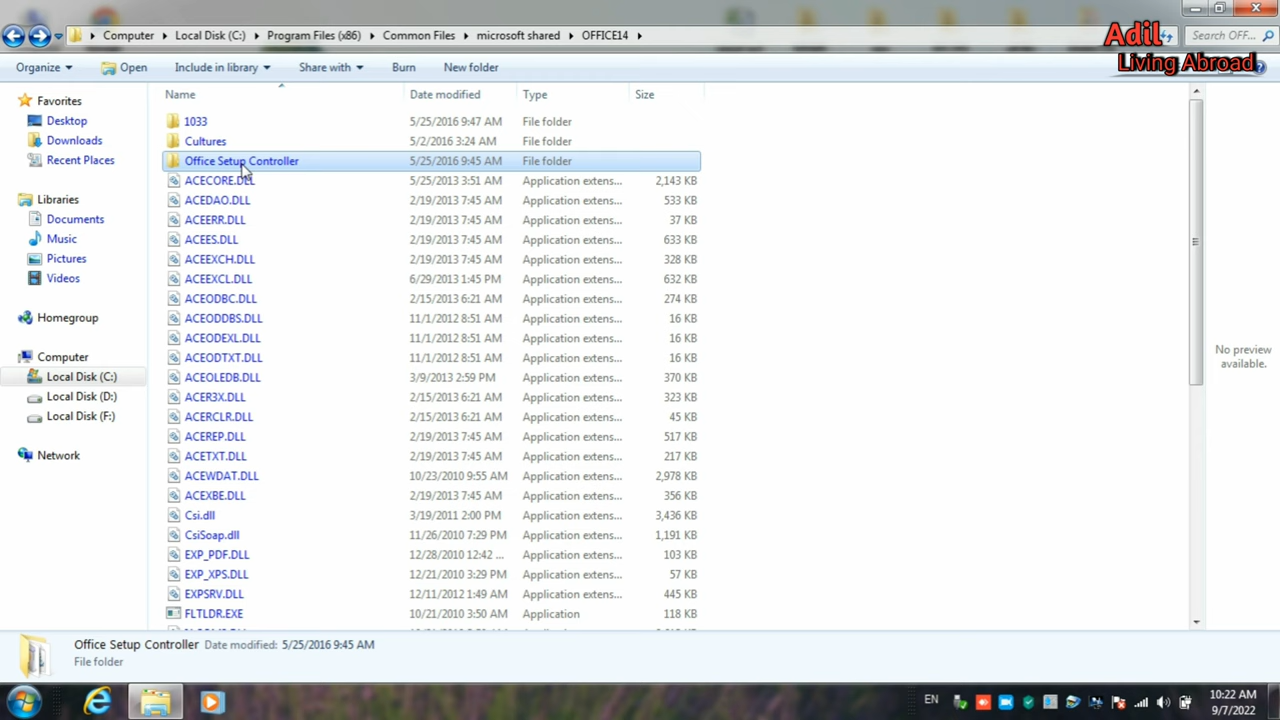 Computer Local Disk (C:) Program Files (x86) Common Files microsoft shared OFFICE14 Search OFF...
Adil
Living Abroad
Organize Open Include in library Share with Burn New folder
Name Date modified Type Size
Favorites
Desktop
Downloads
Recent Places
Libraries
Documents
Music
Pictures
Videos
Homegroup
Computer
Local Disk (C:)
Local Disk (D:)
Local Disk (F:)
Network
1033 5/25/2016 9:47 AM File folder
Cultures 5/2/2016 3:24 AM File folder
Office Setup Controller 5/25/2016 9:45 AM File folder
ACECORE.DLL 5/25/2013 3:51 AM Application extens... 2,143 KB
ACEDAO.DLL 2/19/2013 7:45 AM Application extens... 533 KB
ACEERR.DLL 2/19/2013 7:45 AM Application extens... 37 KB
ACEES.DLL 2/19/2013 7:45 AM Application extens... 633 KB
ACEEXCH.DLL 2/19/2013 7:45 AM Application extens... 328 KB
ACEEXCL.DLL 6/29/2013 1:45 PM Application extens... 632 KB
ACEODBC.DLL 2/15/2013 6:21 AM Application extens... 274 KB
ACEODDBS.DLL 11/1/2012 8:51 AM Application extens... 16 KB
ACEODEXL.DLL 11/1/2012 8:51 AM Application extens... 16 KB
ACEODTXT.DLL 11/1/2012 8:51 AM Application extens... 16 KB
ACEOLEDB.DLL 3/9/2013 2:59 PM Application extens... 370 KB
ACER3X.DLL 2/15/2013 6:21 AM Application extens... 323 KB
ACERCLR.DLL 2/15/2013 6:21 AM Application extens... 45 KB
ACEREP.DLL 2/19/2013 7:45 AM Application extens... 517 KB
ACETXT.DLL 2/19/2013 7:45 AM Application extens... 217 KB
ACEWDAT.DLL 10/23/2010 9:55 AM Application extens... 2,978 KB
ACEXBE.DLL 2/19/2013 7:45 AM Application extens... 356 KB
Csi.dll 3/19/2011 2:00 PM Application extens... 3,436 KB
CsiSoap.dll 11/26/2010 7:29 PM Application extens... 1,191 KB
EXP_PDF.DLL 12/28/2010 12:42 ... Application extens... 103 KB
EXP_XPS.DLL 12/21/2010 3:29 PM Application extens... 57 KB
EXPSRV.DLL 12/11/2012 1:49 AM Application extens... 445 KB
FLTLDR.EXE 10/21/2010 3:50 AM Application 118 KB
No preview
available.
Office Setup Controller Date modified: 5/25/2016 9:45 AM
File folder
EN
10:22 AM
9/7/2022